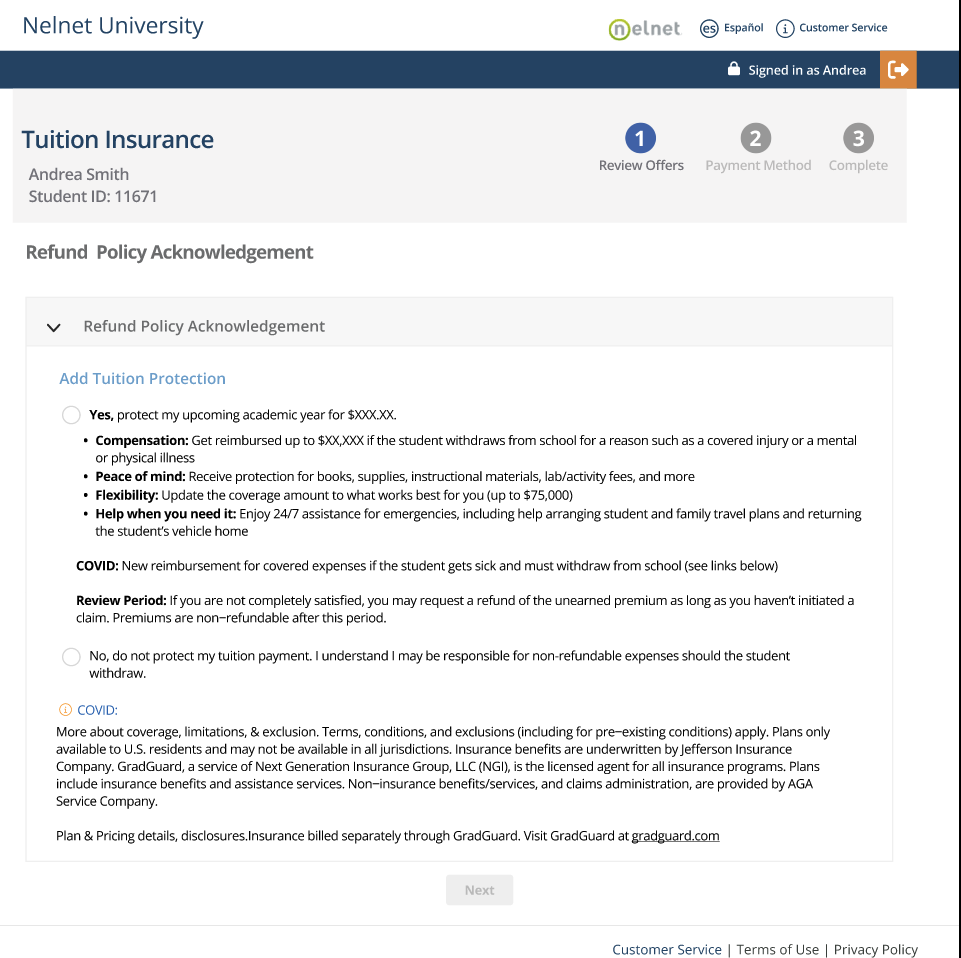 Nelnet University
nelnet
es Español
i Customer Service
Signed in as Andrea
Tuition Insurance
Andrea Smith
Student ID: 11671
1 Review Offers
2 Payment Method
3 Complete
Refund Policy Acknowledgement
Refund Policy Acknowledgement
Add Tuition Protection
Yes, protect my upcoming academic year for $XXX.XX.
• Compensation: Get reimbursed up to $XX,XXX if the student withdraws from school for a reason such as a covered injury or a mental
or physical illness
• Peace of mind: Receive protection for books, supplies, instructional materials, lab/activity fees, and more
• Flexibility: Update the coverage amount to what works best for you (up to $75,000)
• Help when you need it: Enjoy 24/7 assistance for emergencies, including help arranging student and family travel plans and returning
the student's vehicle home
COVID: New reimbursement for covered expenses if the student gets sick and must withdraw from school (see links below)
Review Period: If you are not completely satisfied, you may request a refund of the unearned premium as long as you haven't initiated a
claim. Premiums are non−refundable after this period.
No, do not protect my tuition payment. I understand I may be responsible for non-refundable expenses should the student
withdraw.
i COVID:
More about coverage, limitations, & exclusion. Terms, conditions, and exclusions (including for pre−existing conditions) apply. Plans only
available to U.S. residents and may not be available in all jurisdictions. Insurance benefits are underwritten by Jefferson Insurance
Company. GradGuard, a service of Next Generation Insurance Group, LLC (NGI), is the licensed agent for all insurance programs. Plans
include insurance benefits and assistance services. Non−insurance benefits/services, and claims administration, are provided by AGA
Service Company.
Plan & Pricing details, disclosures.Insurance billed separately through GradGuard. Visit GradGuard at gradguard.com
Next
Customer Service | Terms of Use | Privacy Policy